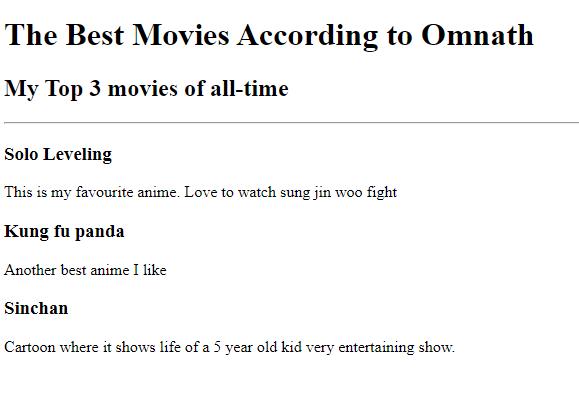 The Best Movies According to Omnath
My Top 3 movies of all-time
Solo Leveling
This is my favourite anime. Love to watch sung jin woo fight
Kung fu panda
Another best anime I like
Sinchan
Cartoon where it shows life of a 5 year old kid very entertaining show.